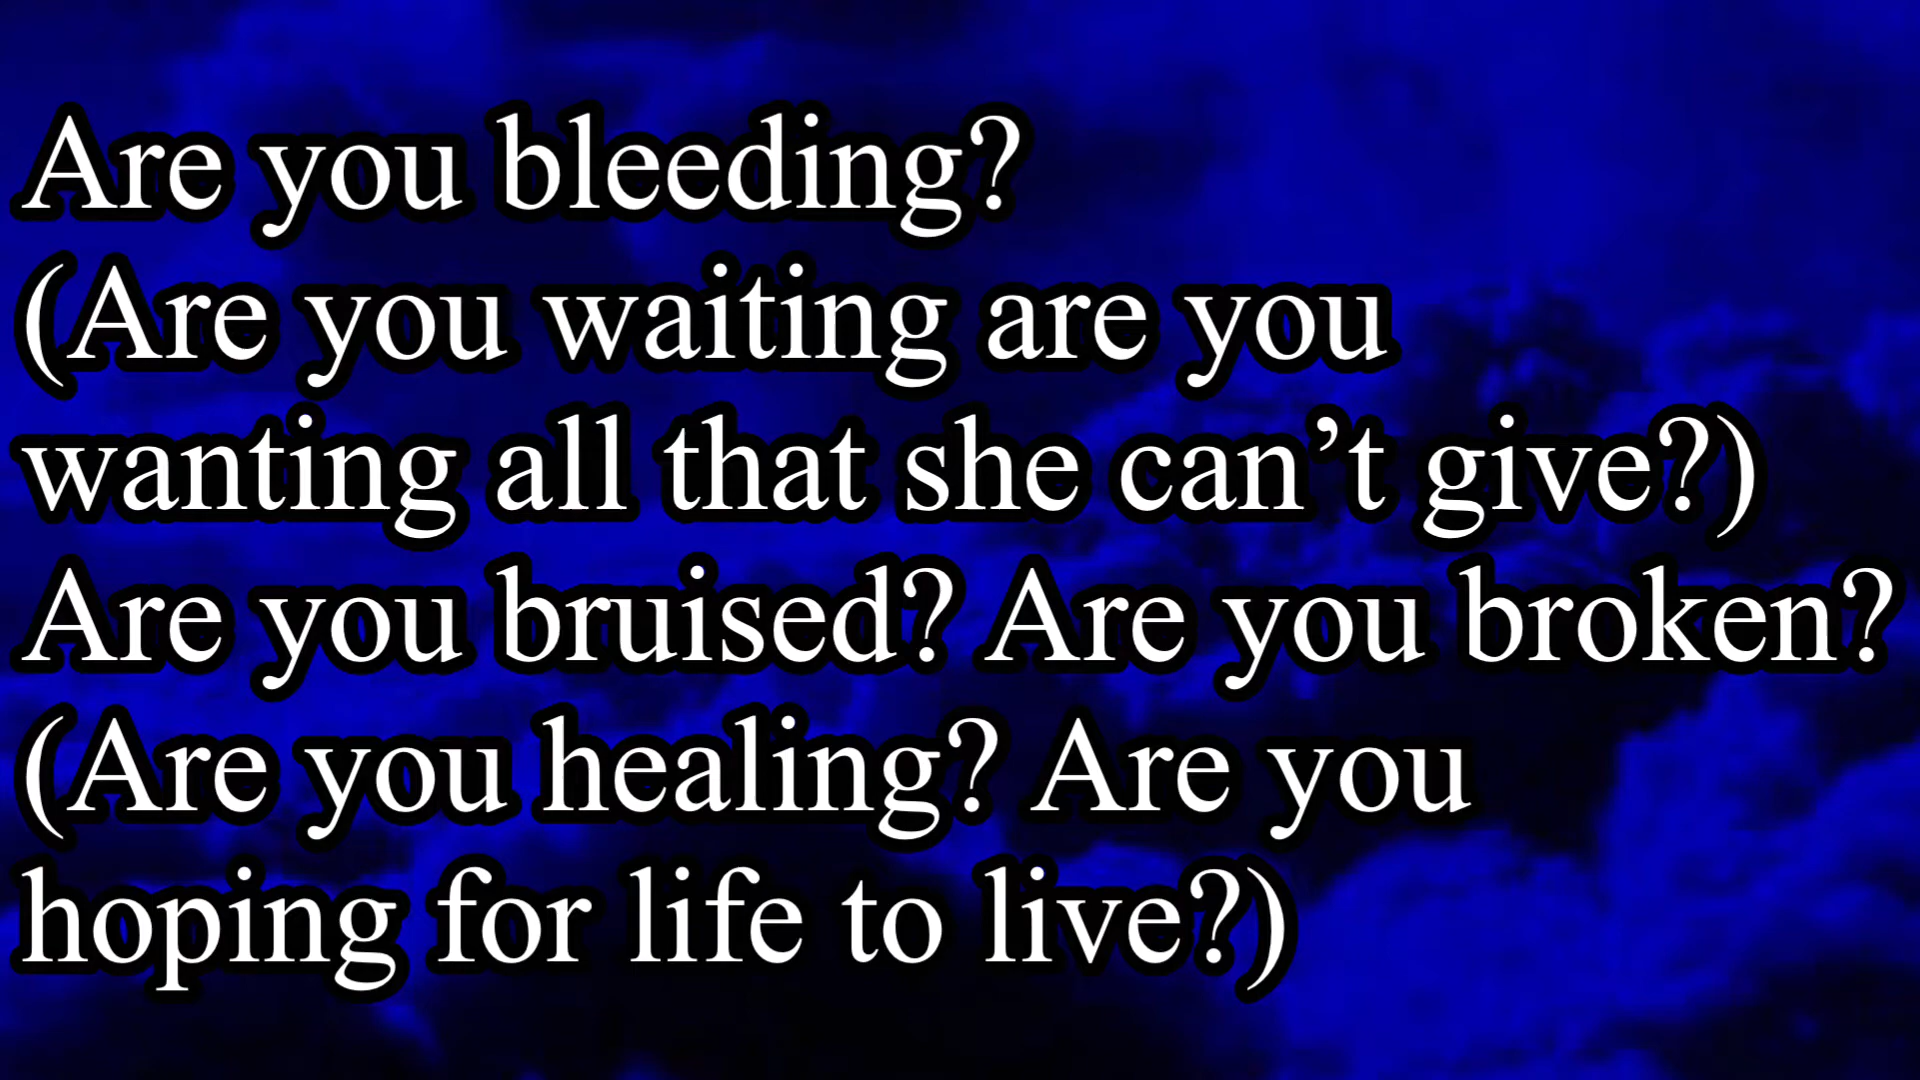 Are you bleeding?
(Are you waiting are you
wanting all that she can’t give?)
Are you bruised? Are you broken?
(Are you healing? Are you
hoping for life to live?)